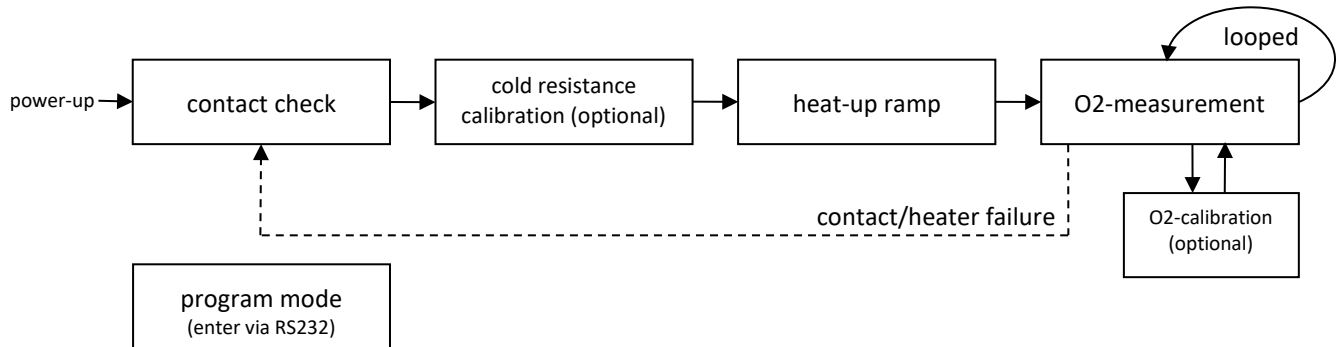 looped
power-up
contact check
cold resistance
calibration (optional)
heat-up ramp
O2-measurement
contact/heater failure
O2-calibration
(optional)
program mode
(enter via RS232)